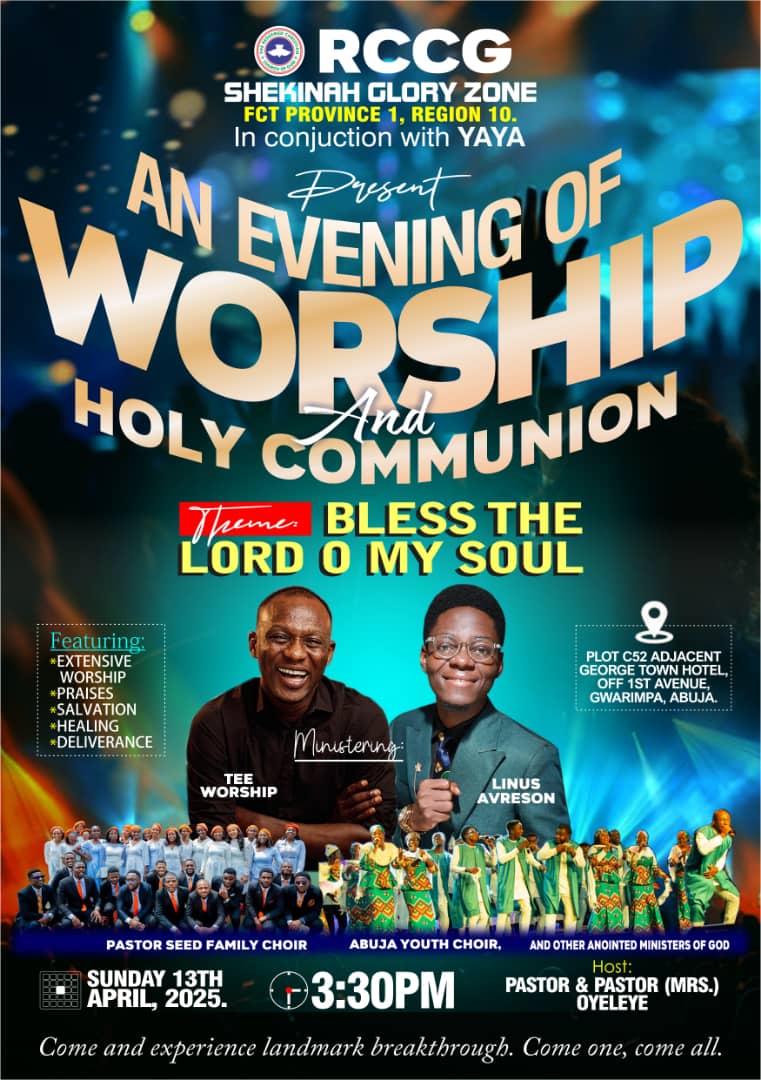 RCCG
SHEKINAH GLORY ZONE
FCT PROVINCE 1, REGION 10.
In conjuction with YAYA
Present
AN EVENING OF
WORSHIP
And
HOLY COMMUNION
Theme: BLESS THE
LORD O MY SOUL
Featuring:
*EXTENSIVE
WORSHIP
*PRAISES
*SALVATION
*HEALING
*DELIVERANCE
PLOT C52 ADJACENT
GEORGE TOWN HOTEL,
OFF 1ST AVENUE,
GWARIMPA, ABUJA.
Ministering:
TEE
WORSHIP
LINUS
AVRESON
PASTOR SEED FAMILY CHOIR
ABUJA YOUTH CHOIR,
AND OTHER ANOINTED MINISTERS OF GOD
SUNDAY 13TH
APRIL, 2025.
3:30PM
Host:
PASTOR & PASTOR (MRS.)
OYELEYE
Come and experience landmark breakthrough. Come one, come all.